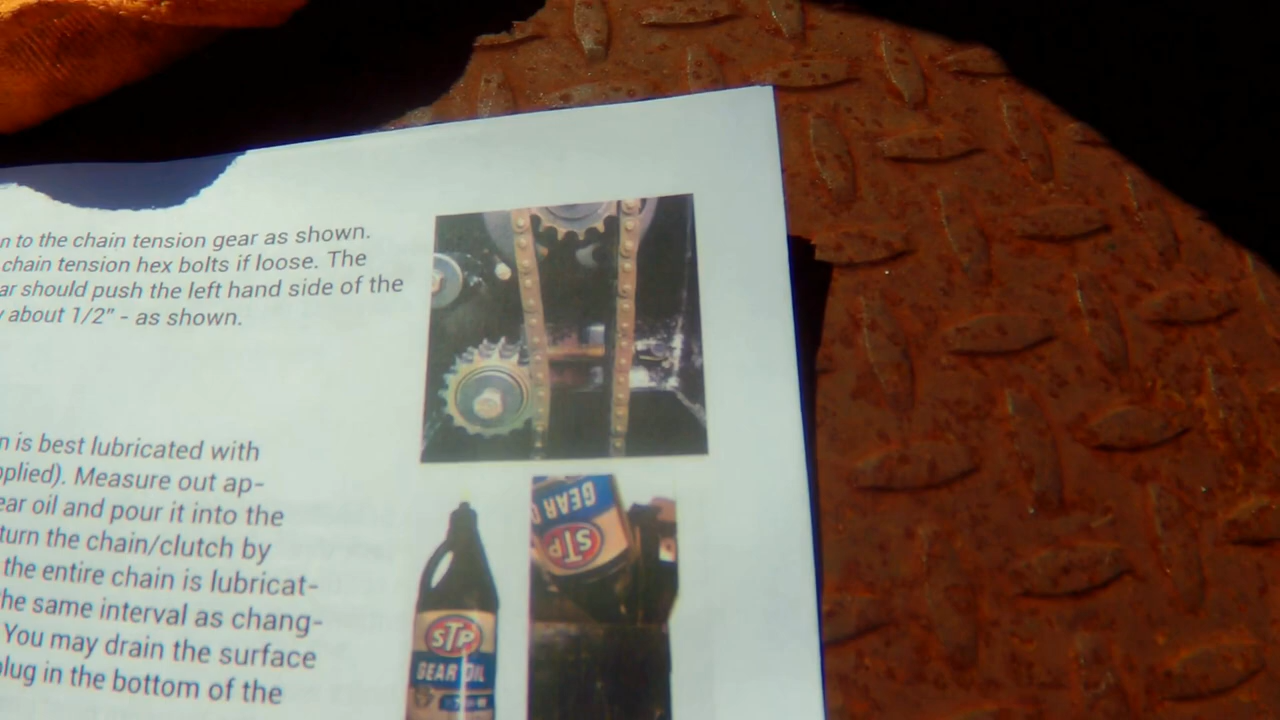 n to the chain tension gear as shown.
chain tension hex bolts if loose. The
ar should push the left hand side of the
y about 1/2" - as shown.
n is best lubricated with
pplied). Measure out ap-
ear oil and pour it into the
turn the chain/clutch by
the entire chain is lubricat-
he same interval as chang-
You may drain the surface
plug in the bottom of the
GEAR O
STP
STP
GEAR OIL